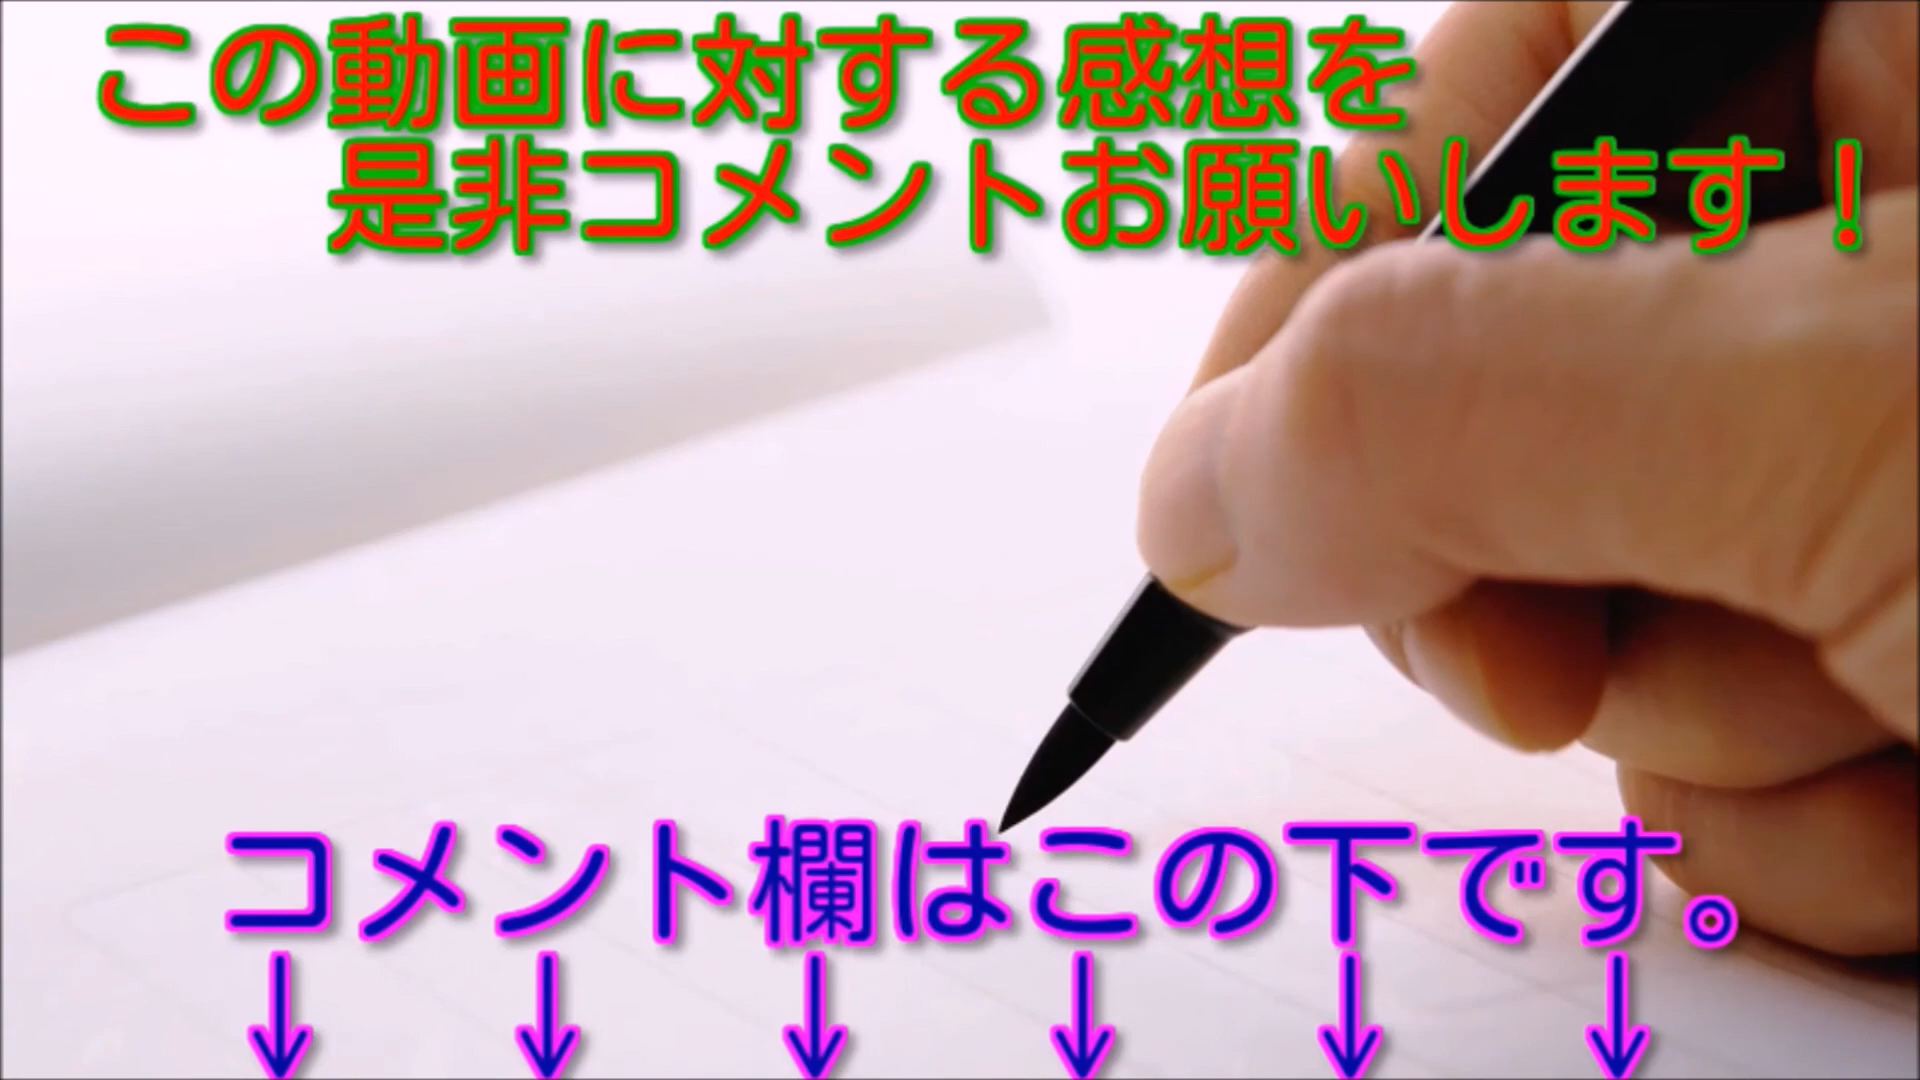 この動画に対する感想を
是非コメントお願いします！
コメント欄はこの下です。
↓ ↓ ↓ ↓ ↓ ↓